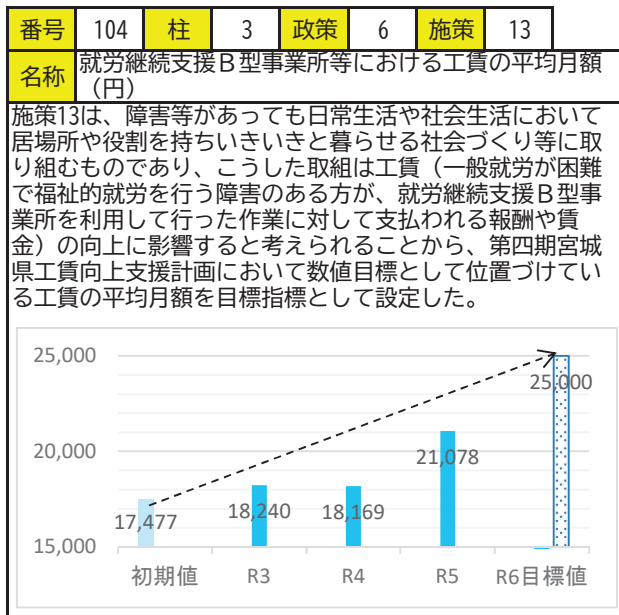 番号 104 柱 3 政策 6 施策 13
名称 就労継続支援Ｂ型事業所等における工賃の平均月額
（円）
施策13は、障害等があっても日常生活や社会生活において
居場所や役割を持ちいきいきと暮らせる社会づくり等に取
り組むものであり、こうした取組は工賃（一般就労が困難
で福祉的就労を行う障害のある方が、就労継続支援Ｂ型事
業所を利用して行った作業に対して支払われる報酬や賃
金）の向上に影響すると考えられることから、第四期宮城
県工賃向上支援計画において数値目標として位置づけてい
る工賃の平均月額を目標指標として設定した。
25,000
25,000
20,000
21,078
17,477
18,240
18,169
15,000
初期値 R3 R4 R5 R6目標値